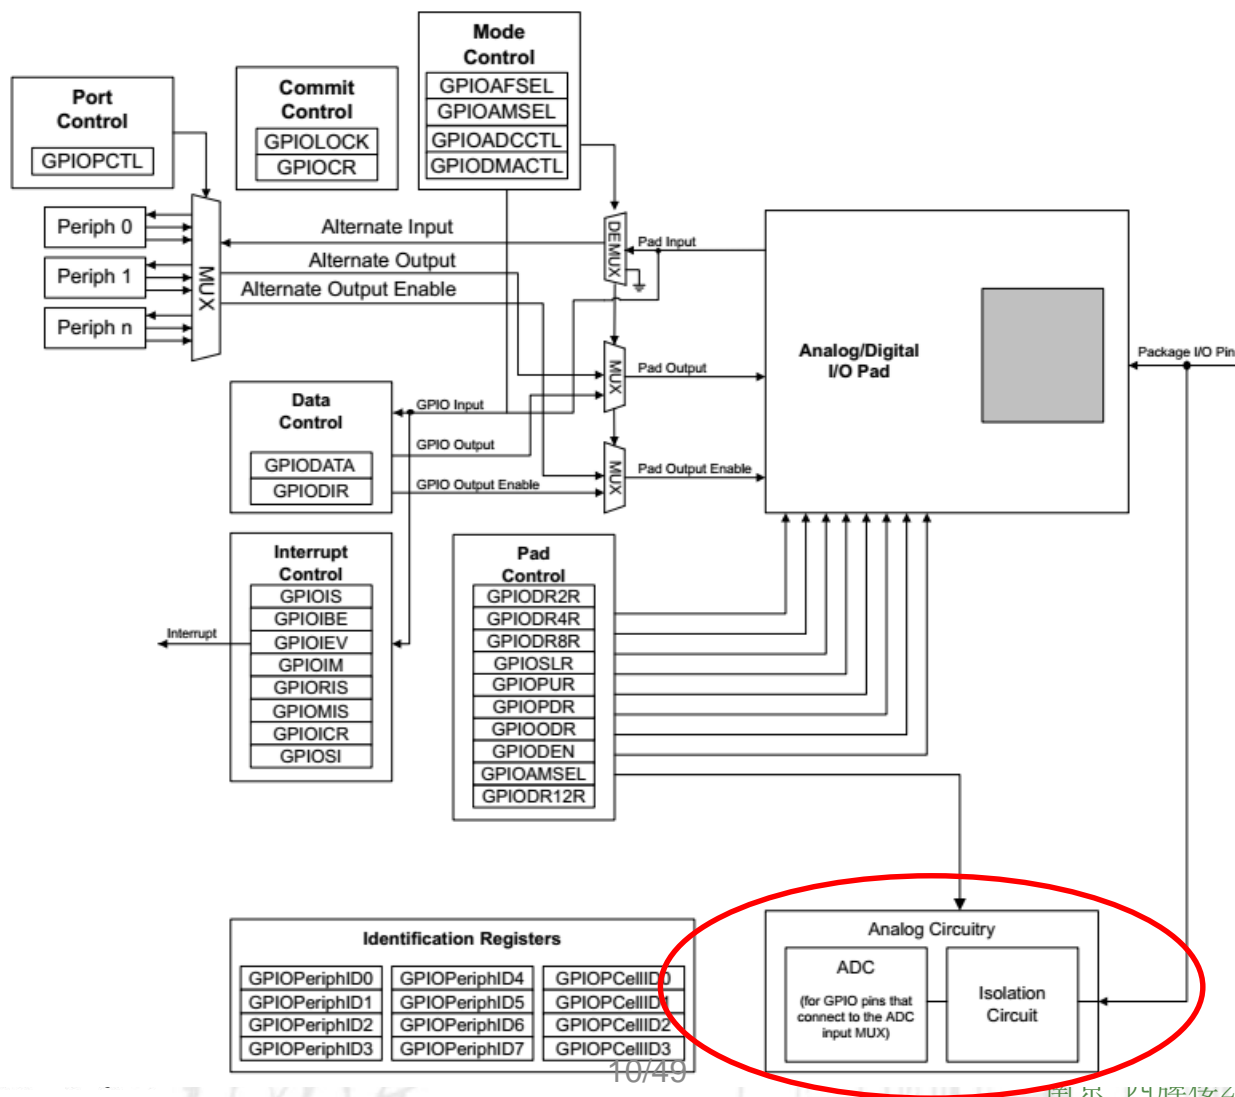 Mode
Control
GPIOAFSEL
GPIOAMSEL
GPIOADCCTL
GPIODMACTL
Port
Control
GPIOPCTL
Commit
Control
GPIOLOCK
GPIOCR
Periph 0
Periph 1
Periph n
MUX
Alternate Input
Alternate Output
Alternate Output Enable
DEMUX
Pad Input
MUX
Pad Output
MUX
Pad Output Enable
Analog/Digital
I/O Pad
Package I/O Pin
Data
Control
GPIODATA
GPIODIR
GPIO Input
GPIO Output
GPIO Output Enable
Interrupt
Control
GPIOIS
GPIOIBE
GPIOIEV
GPIOIM
GPIORIS
GPIOMIS
GPIOICR
GPIOSI
Interrupt
Pad
Control
GPIODR2R
GPIODR4R
GPIODR8R
GPIOSLR
GPIOPUR
GPIOPDR
GPIOODR
GPIODEN
GPIOAMSEL
GPIODR12R
Identification Registers
GPIOPeriphID0 GPIOPeriphID4 GPIOPCellID0
GPIOPeriphID1 GPIOPeriphID5 GPIOPCellID1
GPIOPeriphID2 GPIOPeriphID6 GPIOPCellID2
GPIOPeriphID3 GPIOPeriphID7 GPIOPCellID3
Analog Circuitry
ADC
(for GPIO pins that
connect to the ADC
input MUX)
Isolation
Circuit
10/49
南京